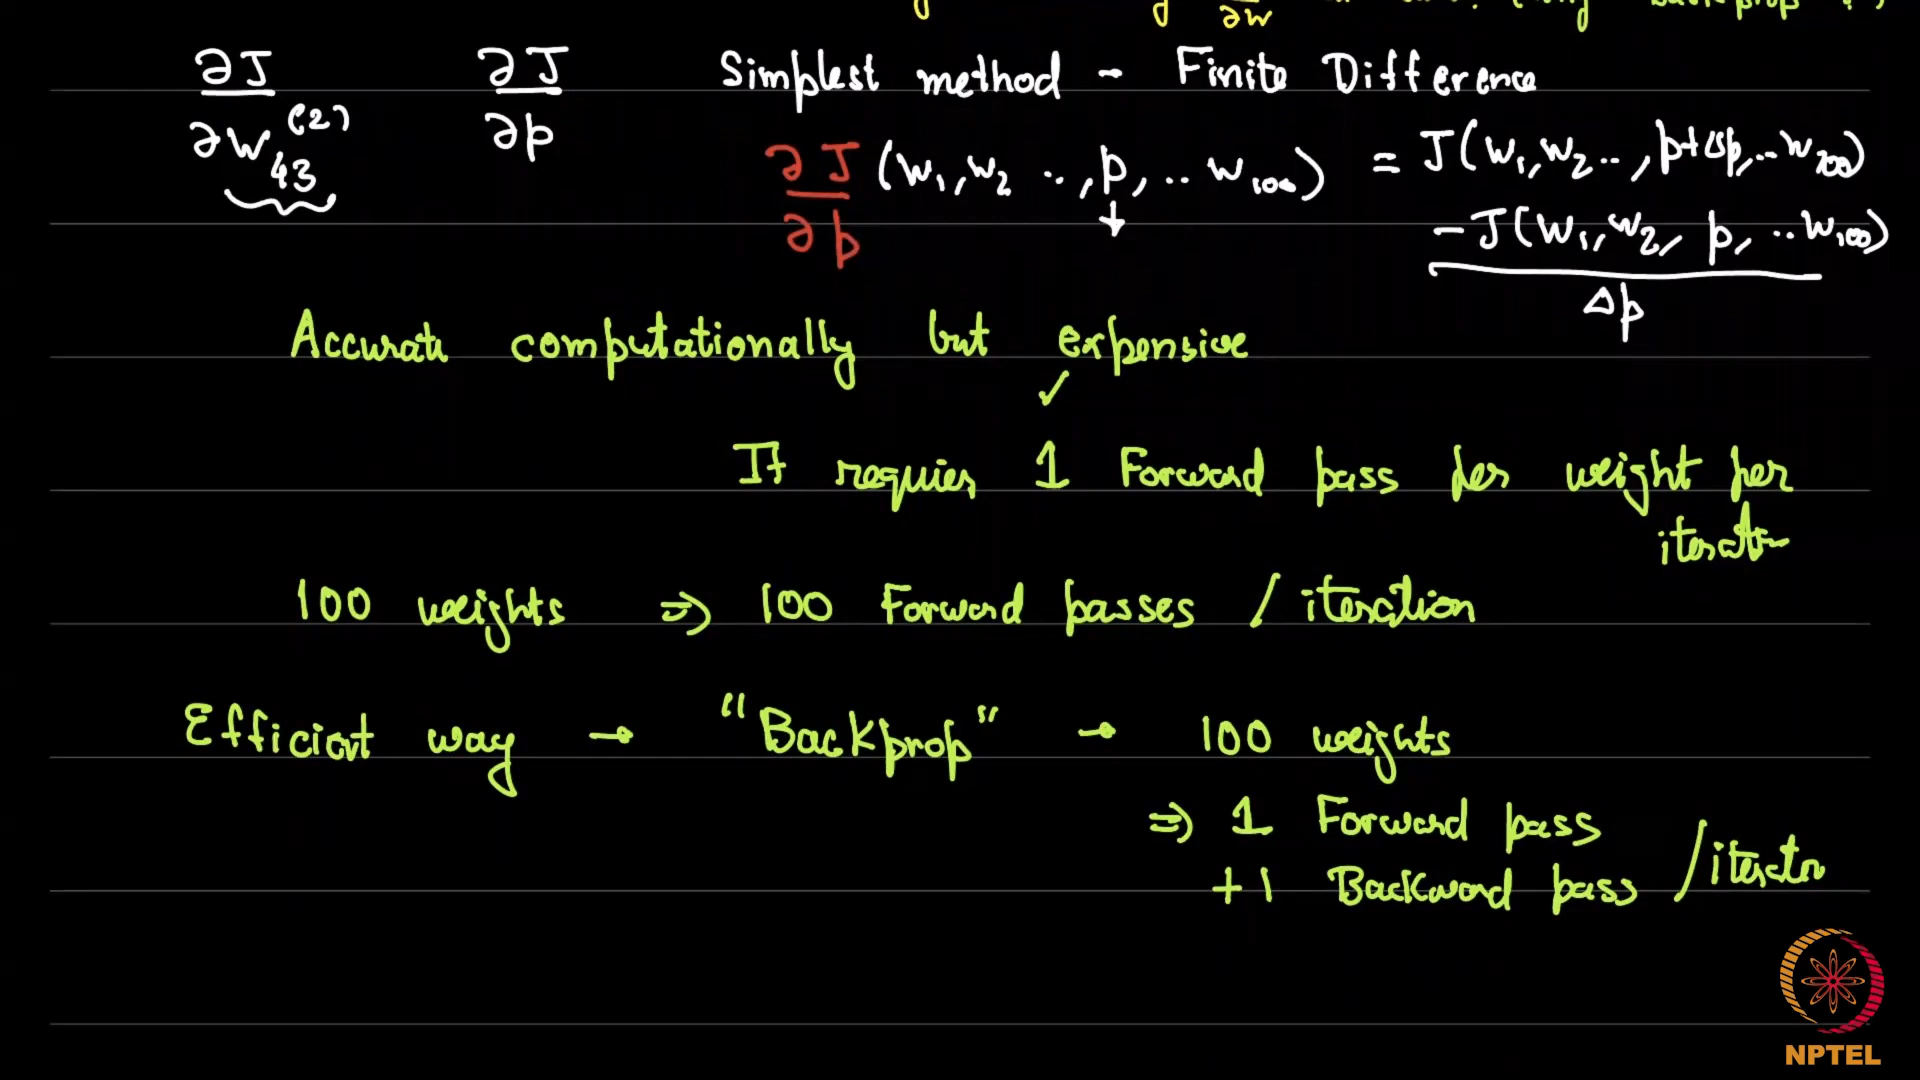 ∂w
∂J/∂w₄₃⁽²⁾ ∂J/∂p Simplest method - Finite Difference
∂J/∂p (w₁,w₂ ..,p,.. w₁₀₀) = J(w₁,w₂..,p+Δp,..w₁₀₀)
-J(w₁,w₂, p, ..w₁₀₀)
Δp
Accurate computationally but expensive
✓
It requires 1 Forward pass per weight per
iteration
100 weights ⇒ 100 Forward passes / iteration
Efficient way → "Backprop" → 100 weights
⇒ 1 Forward pass
+1 Backward pass /iteration
NPTEL